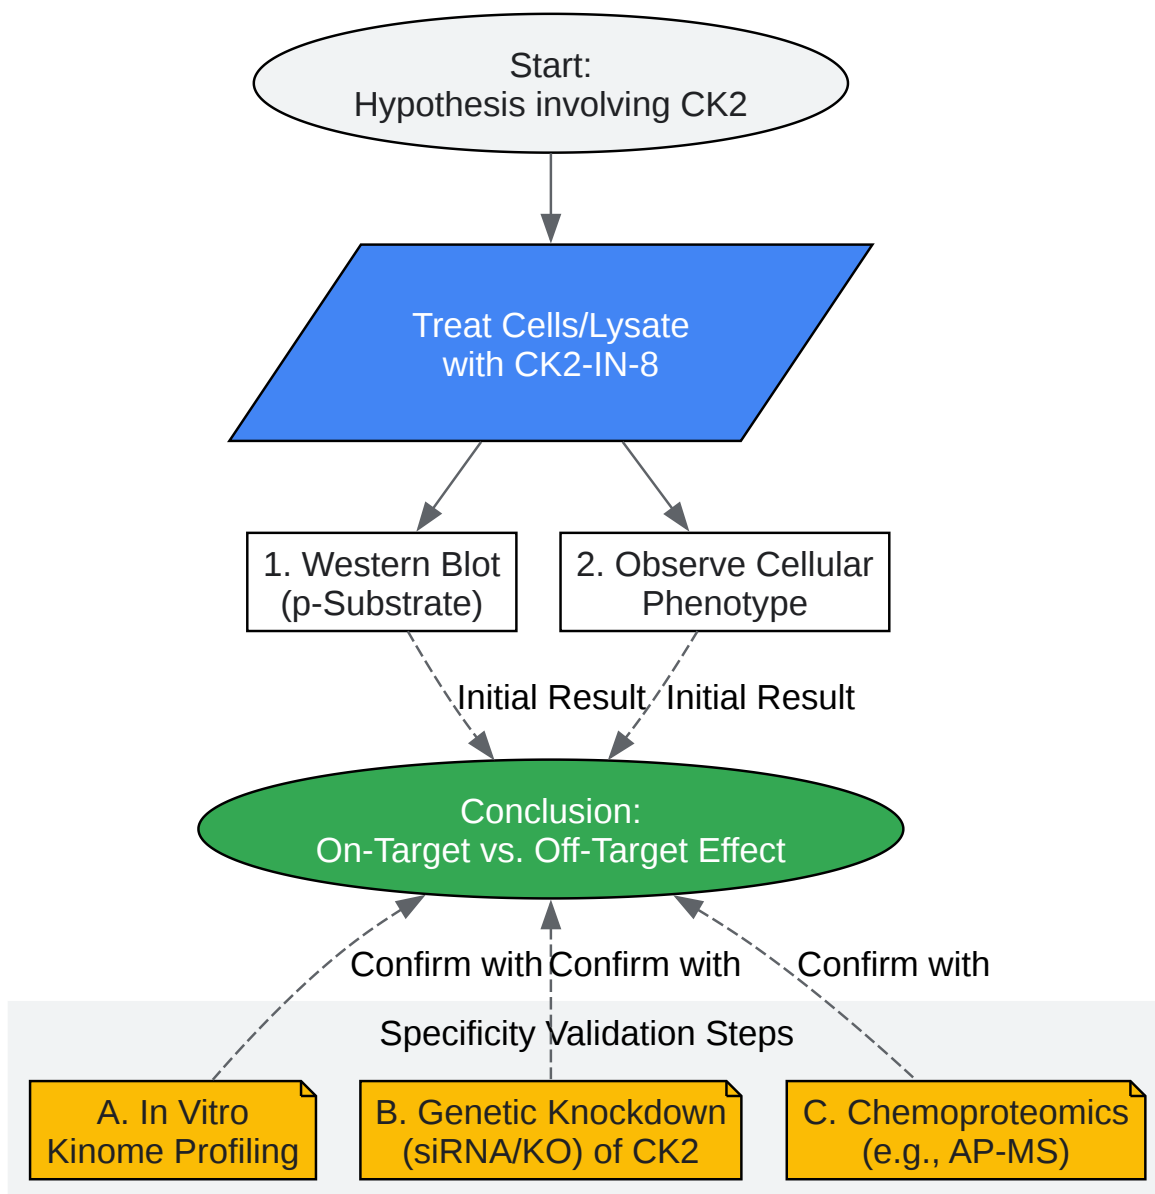 Start:
Hypothesis involving CK2
Treat Cells/Lysate
with CK2-IN-8
1. Western Blot
(p-Substrate)
2. Observe Cellular
Phenotype
Initial Result
Initial Result
Conclusion:
On-Target vs. Off-Target Effect
Confirm with
Confirm with
Confirm with
Specificity Validation Steps
A. In Vitro
Kinome Profiling
B. Genetic Knockdown
(siRNA/KO) of CK2
C. Chemoproteomics
(e.g., AP-MS)